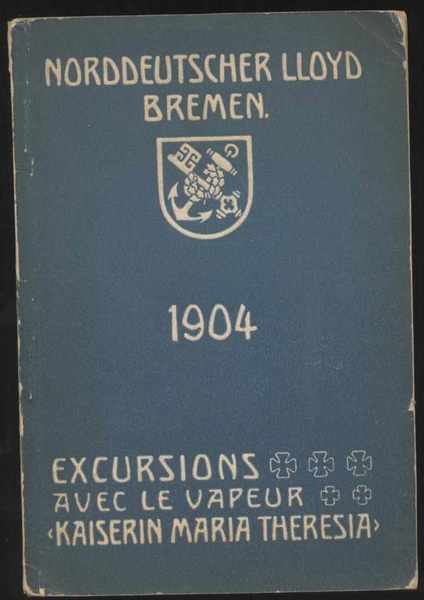 NORDDEUTSCHER LLOYD
BREMEN.
1904
EXCURSIONS
AVEC LE VAPEUR
‹KAISERIN MARIA THERESIA›